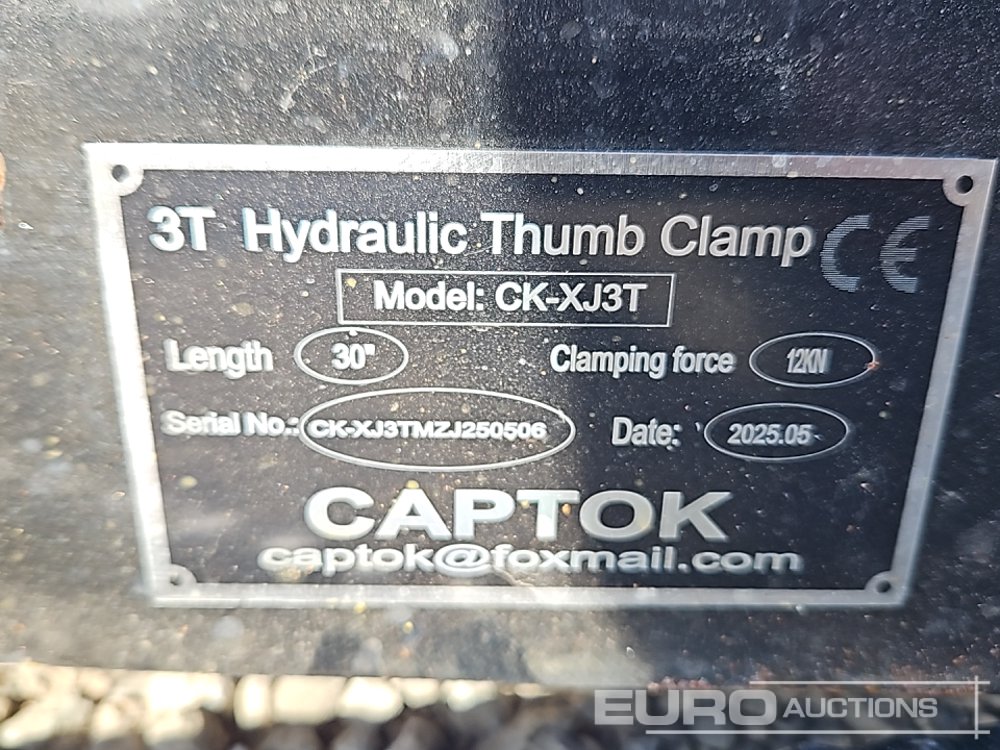 3T Hydraulic Thumb Clamp CE
Model: CK-XJ3T
Length 30" Clamping force 12KN
Serial No.: CK-XJ3TMZJ250506 Date: 2025.05
CAPTOK
captok@foxmail.com
EURO AUCTIONS